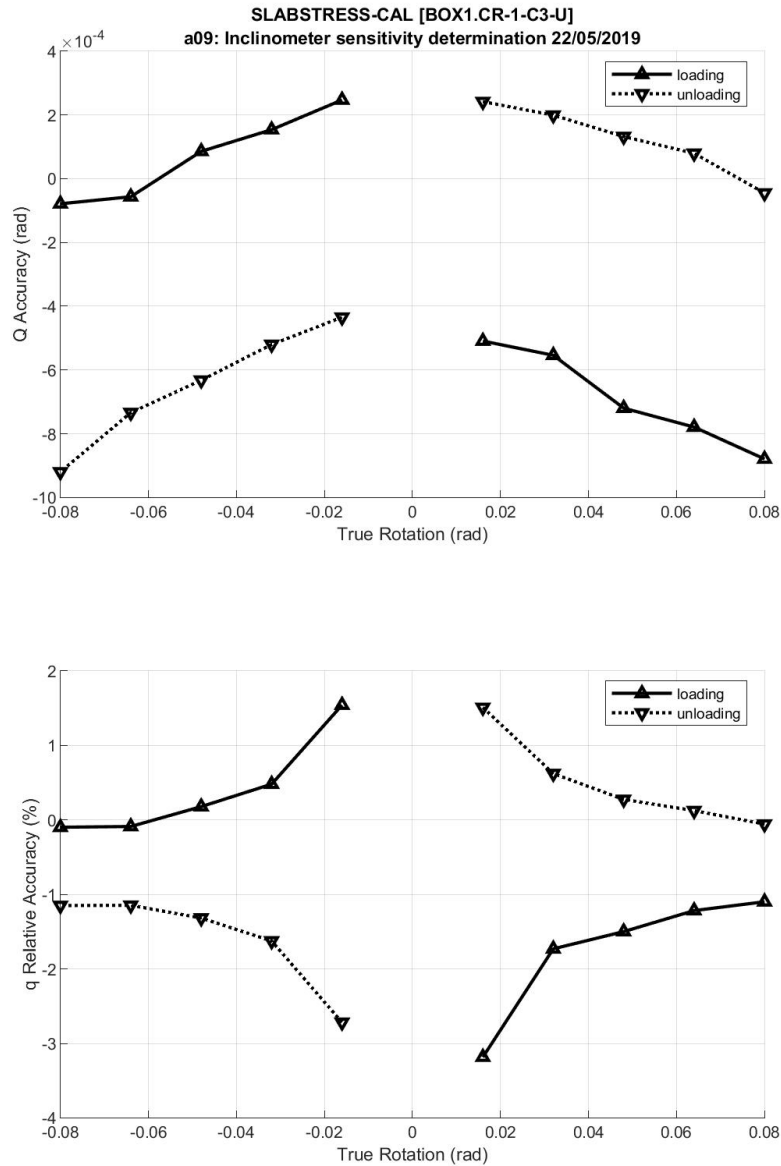 SLABSTRESS-CAL [BOX1.CR-1-C3-U]
a09: Inclinometer sensitivity determination 22/05/2019
×10⁻⁴
4
2
0
-2
-4
-6
-8
-10
Q Accuracy (rad)
loading
unloading
-0.08 -0.06 -0.04 -0.02 0 0.02 0.04 0.06 0.08
True Rotation (rad)
2
1
0
-1
-2
-3
-4
q Relative Accuracy (%)
loading
unloading
-0.08 -0.06 -0.04 -0.02 0 0.02 0.04 0.06 0.08
True Rotation (rad)